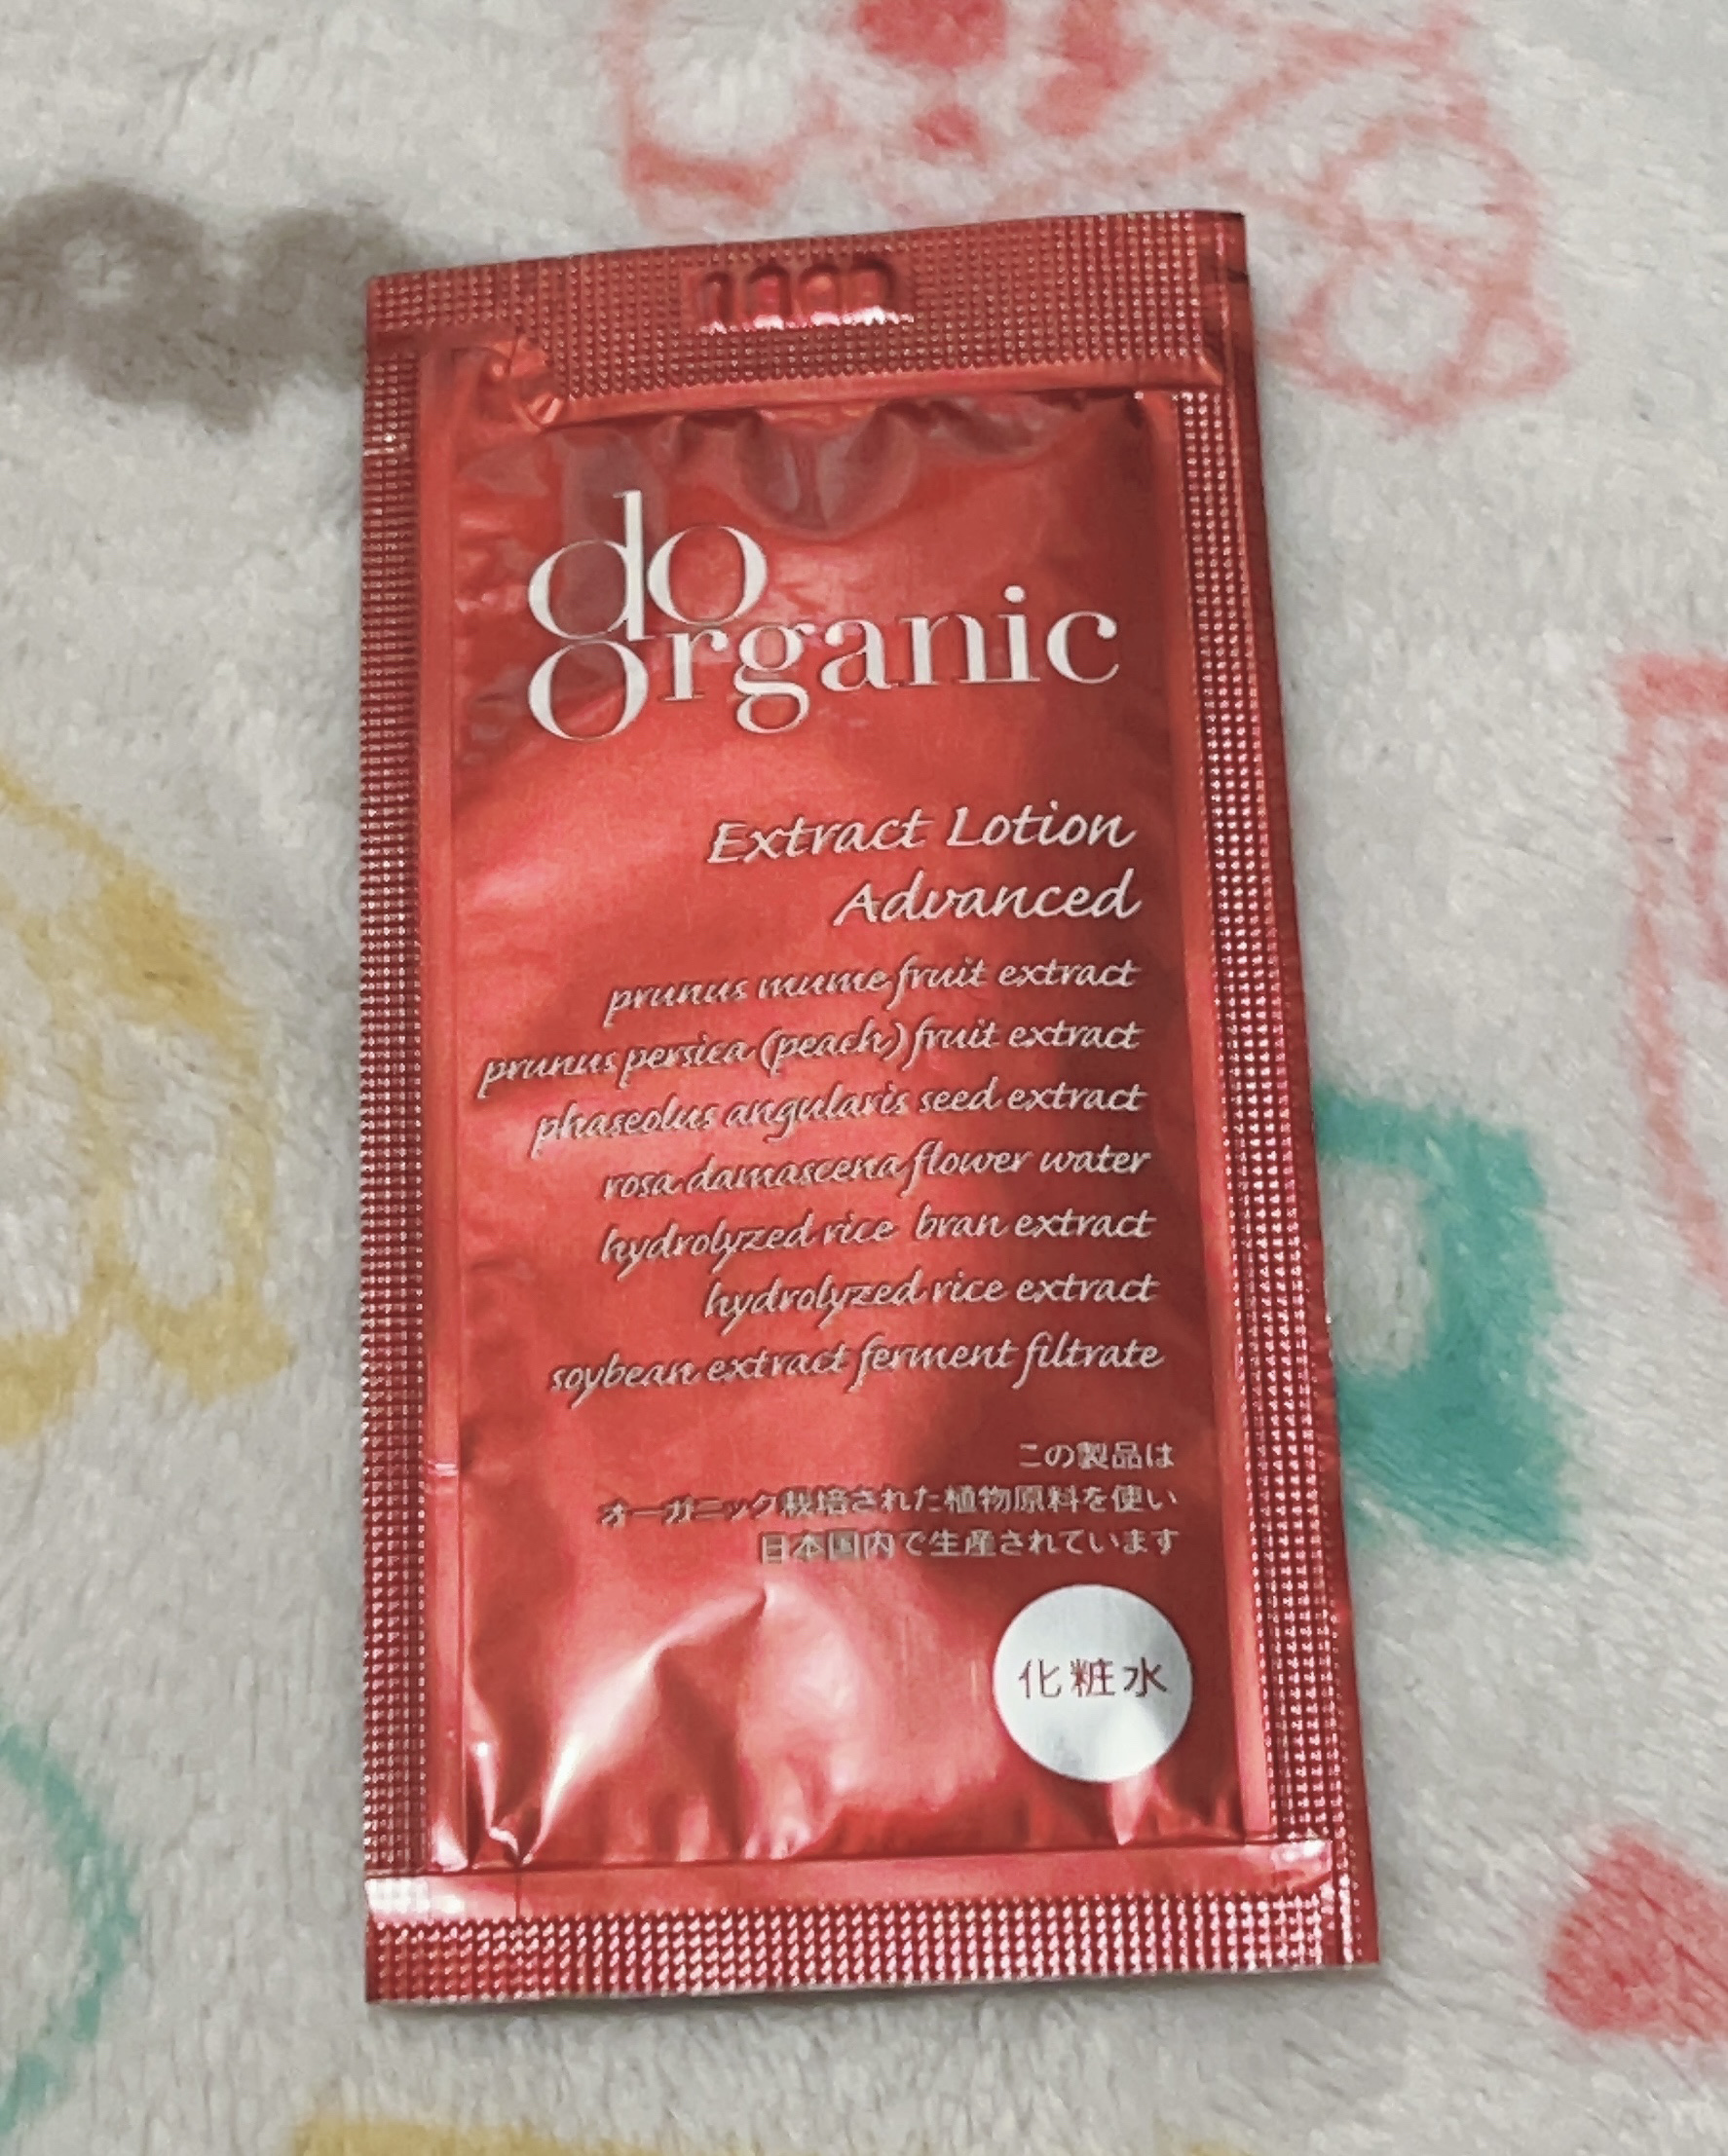 do
organic
Extract Lotion
Advanced
prunus mume fruit extract
prunus persica (peach) fruit extract
phaseolus angularis seed extract
rosa damascena flower water
hydrolyzed rice bran extract
hydrolyzed rice extract
soybean extract ferment filtrate
この製品は
オーガニック栽培された植物原料を使い
日本国内で生産されています
化粧水